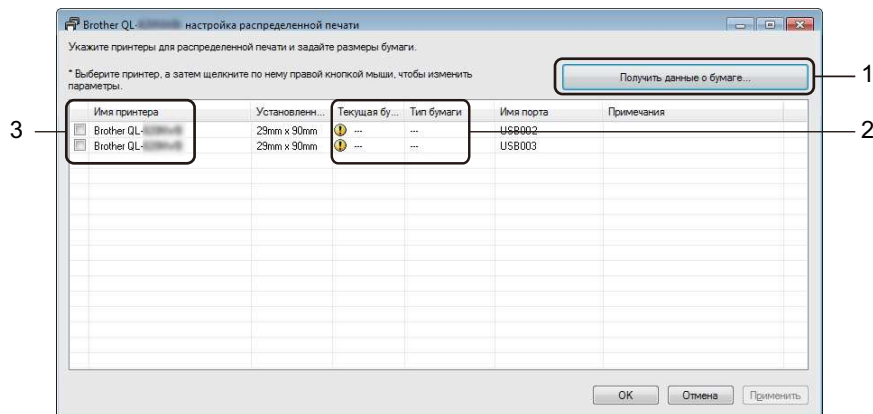 Brother QL- настройка распределенной печати
Укажите принтеры для распределенной печати и задайте размеры бумаги.
* Выберите принтер, а затем щелкните по нему правой кнопкой мыши, чтобы изменить
параметры.
Получить данные о бумаге...
1
Имя принтера Установленн... Текущая бу... Тип бумаги Имя порта Примечания
3
Brother QL- 29mm x 90mm --- --- USB002
2
Brother QL- 29mm x 90mm --- --- USB003
OK Отмена Применить